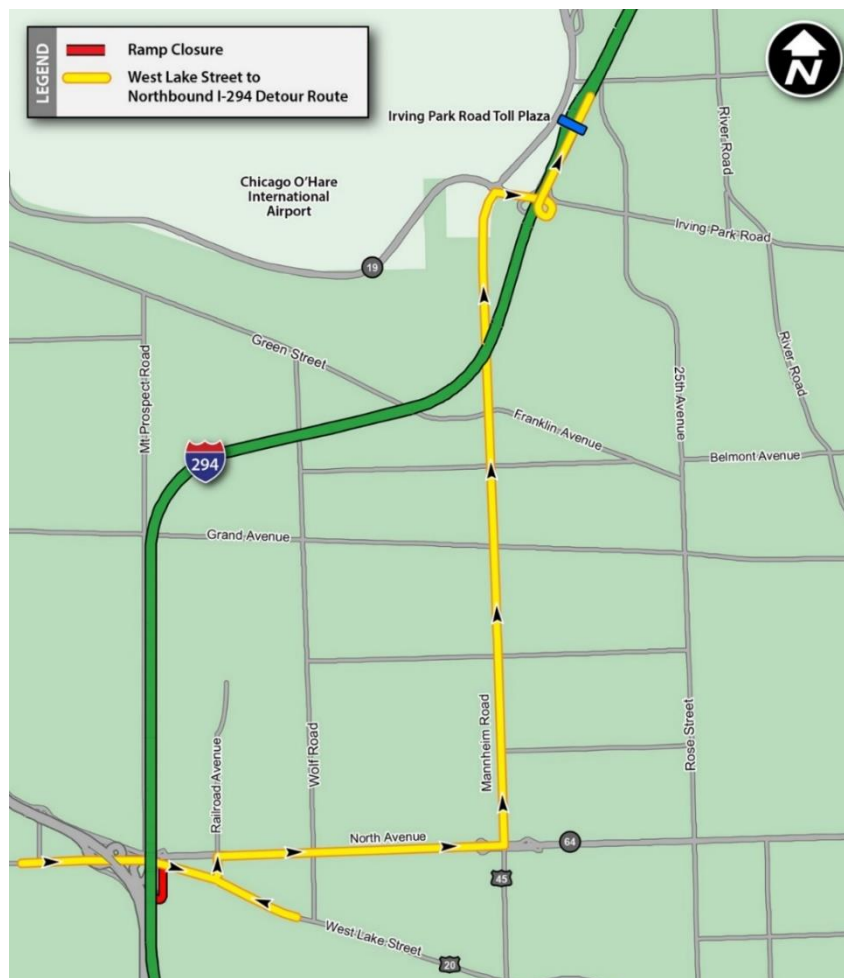 LEGEND
Ramp Closure
West Lake Street to
Northbound I-294 Detour Route
N
Irving Park Road Toll Plaza
Chicago O'Hare
International
Airport
River Road
Irving Park Road
19
Green Street
River Road
Mt Prospect Road
25th Avenue
Franklin Avenue
Belmont Avenue
294
Grand Avenue
Mannheim Road
Rose Street
Railroad Avenue
Wolf Road
North Avenue
64
45
West Lake Street
20